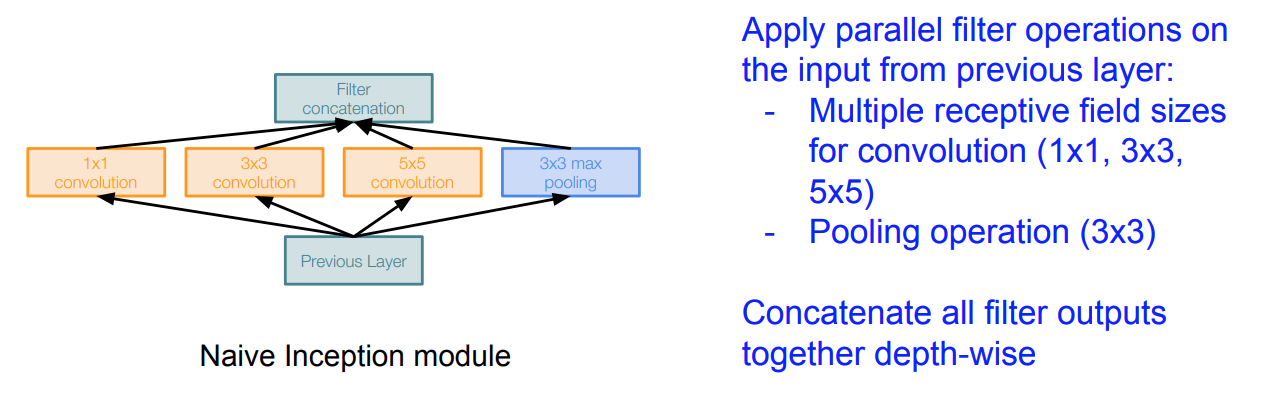 Filter
concatenation
1x1
convolution
3x3
convolution
5x5
convolution
3x3 max
pooling
Previous Layer
Naive Inception module
Apply parallel filter operations on
the input from previous layer:
- Multiple receptive field sizes
for convolution (1x1, 3x3,
5x5)
- Pooling operation (3x3)
Concatenate all filter outputs
together depth-wise